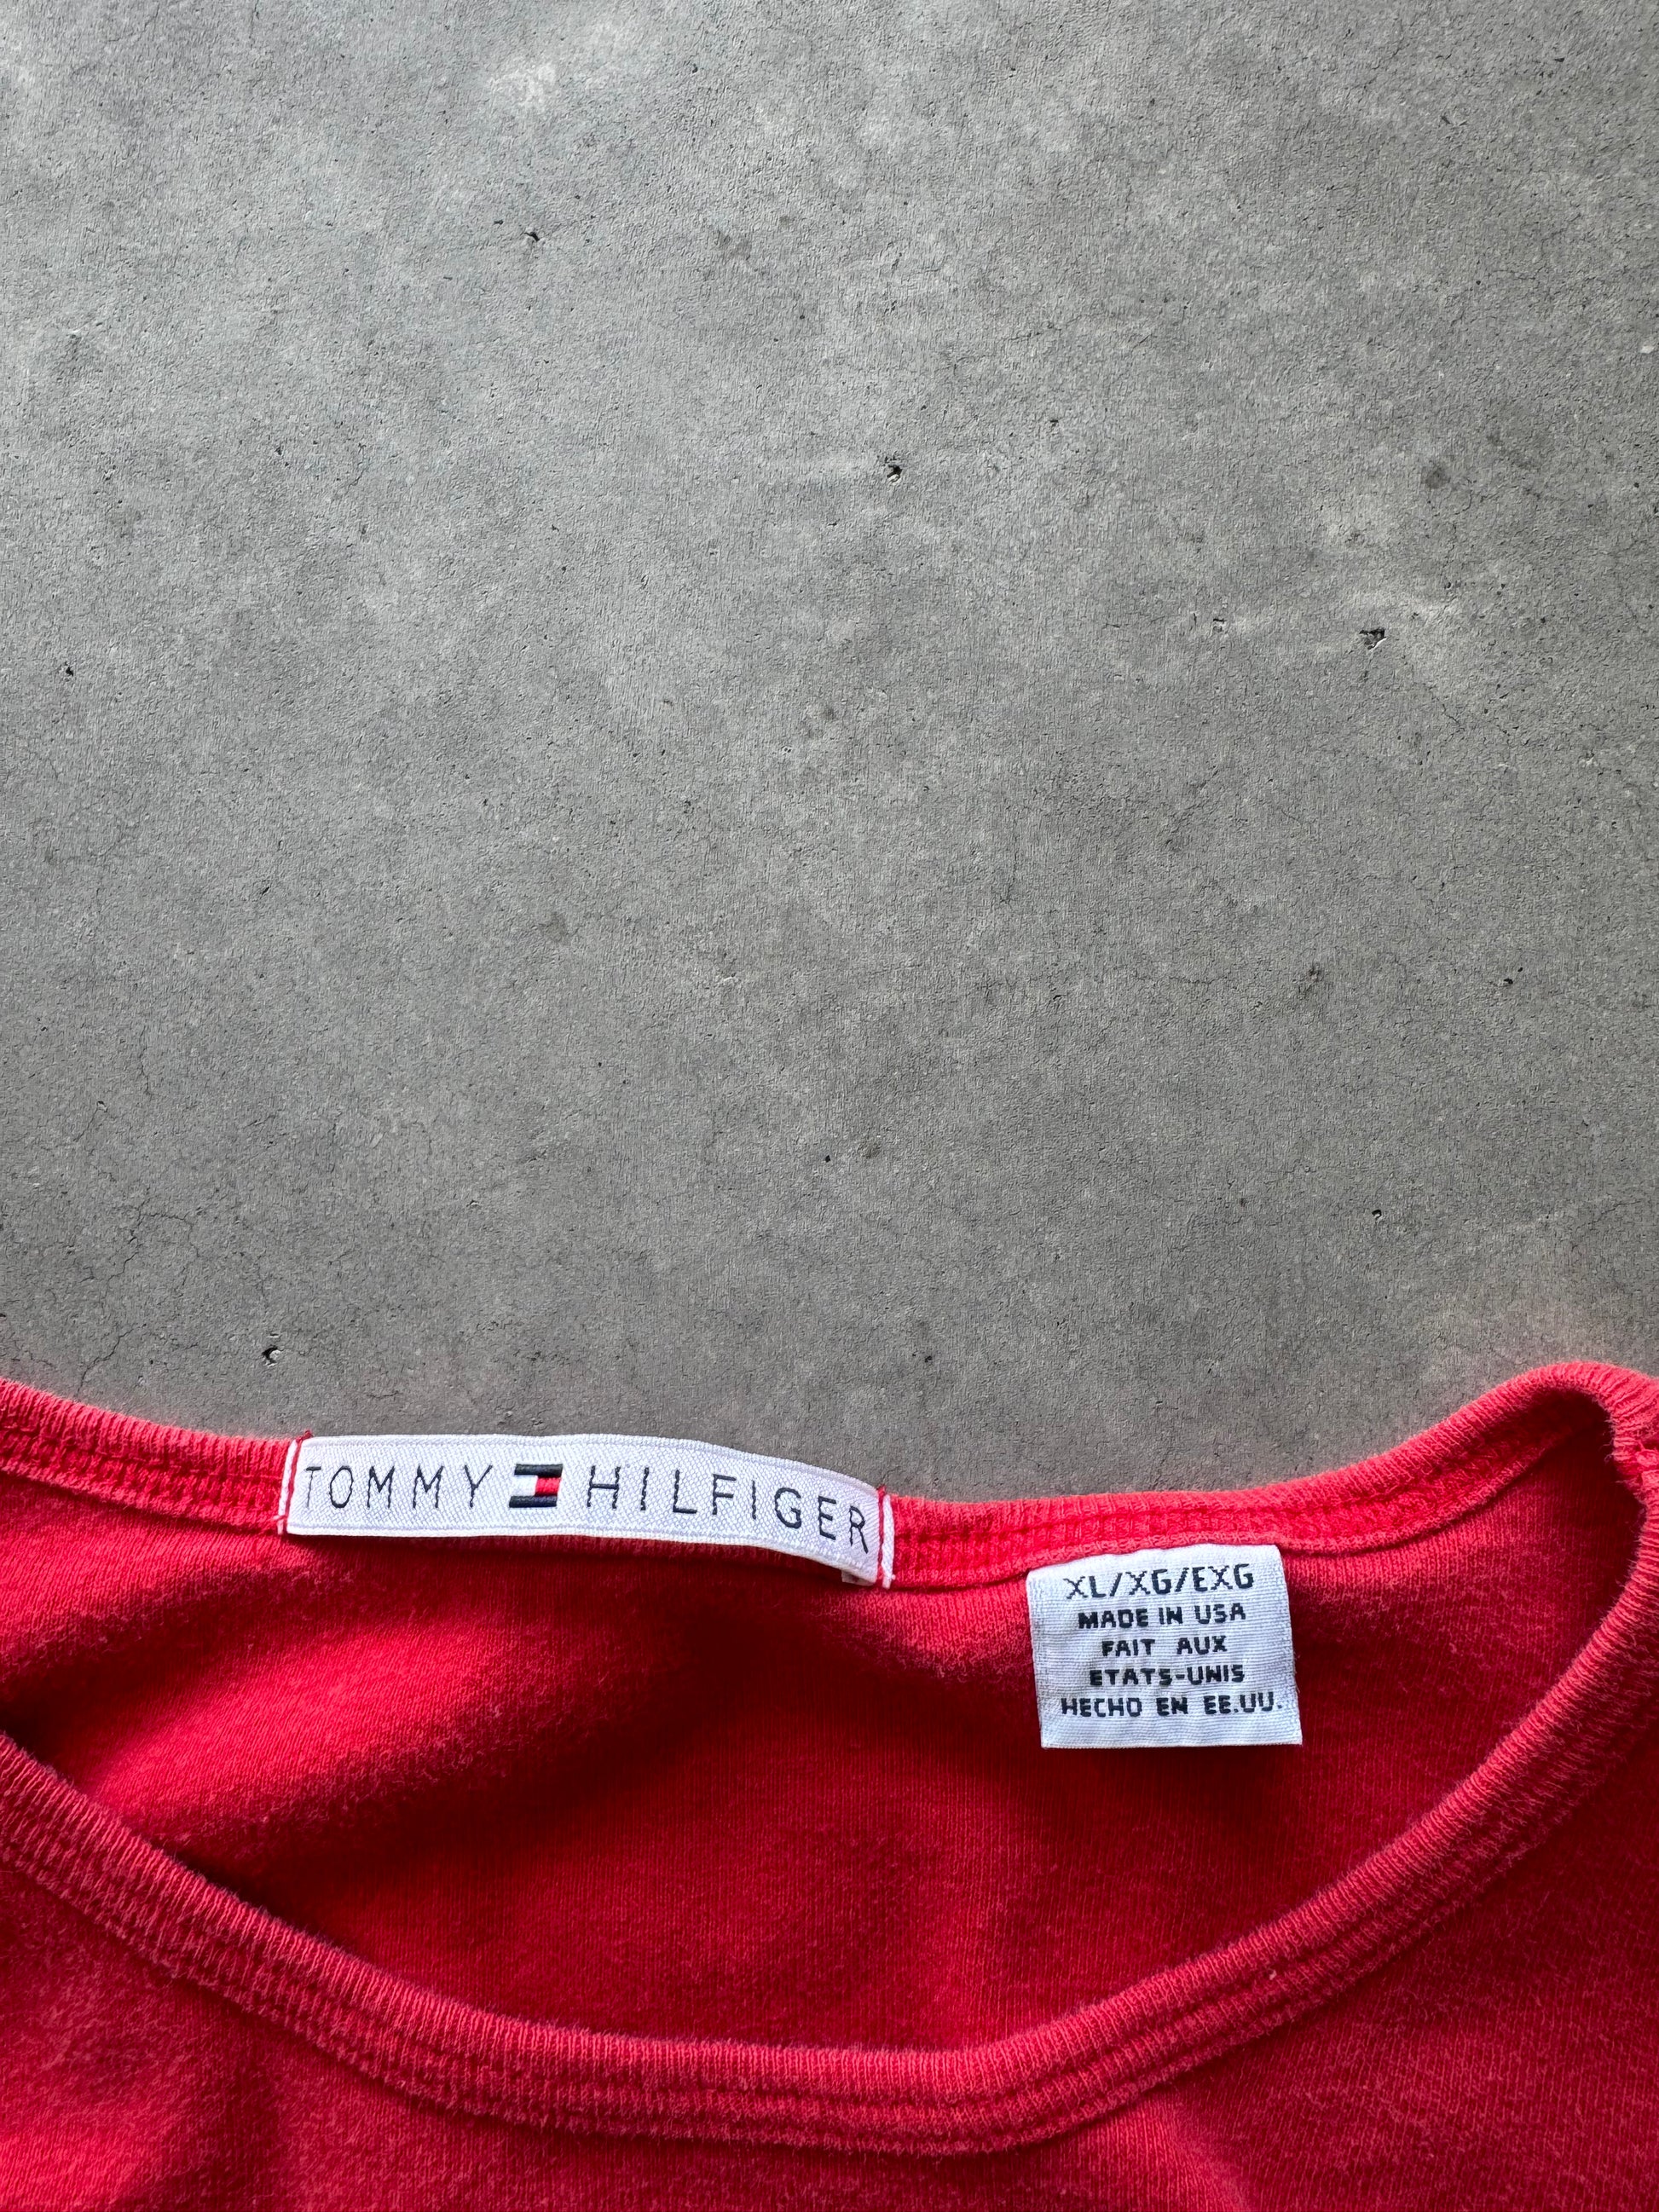 TOMMY HILFIGER
XL/XG/EXG
MADE IN USA
FAIT AUX
ETATS-UNIS
HECHO EN EE.UU.